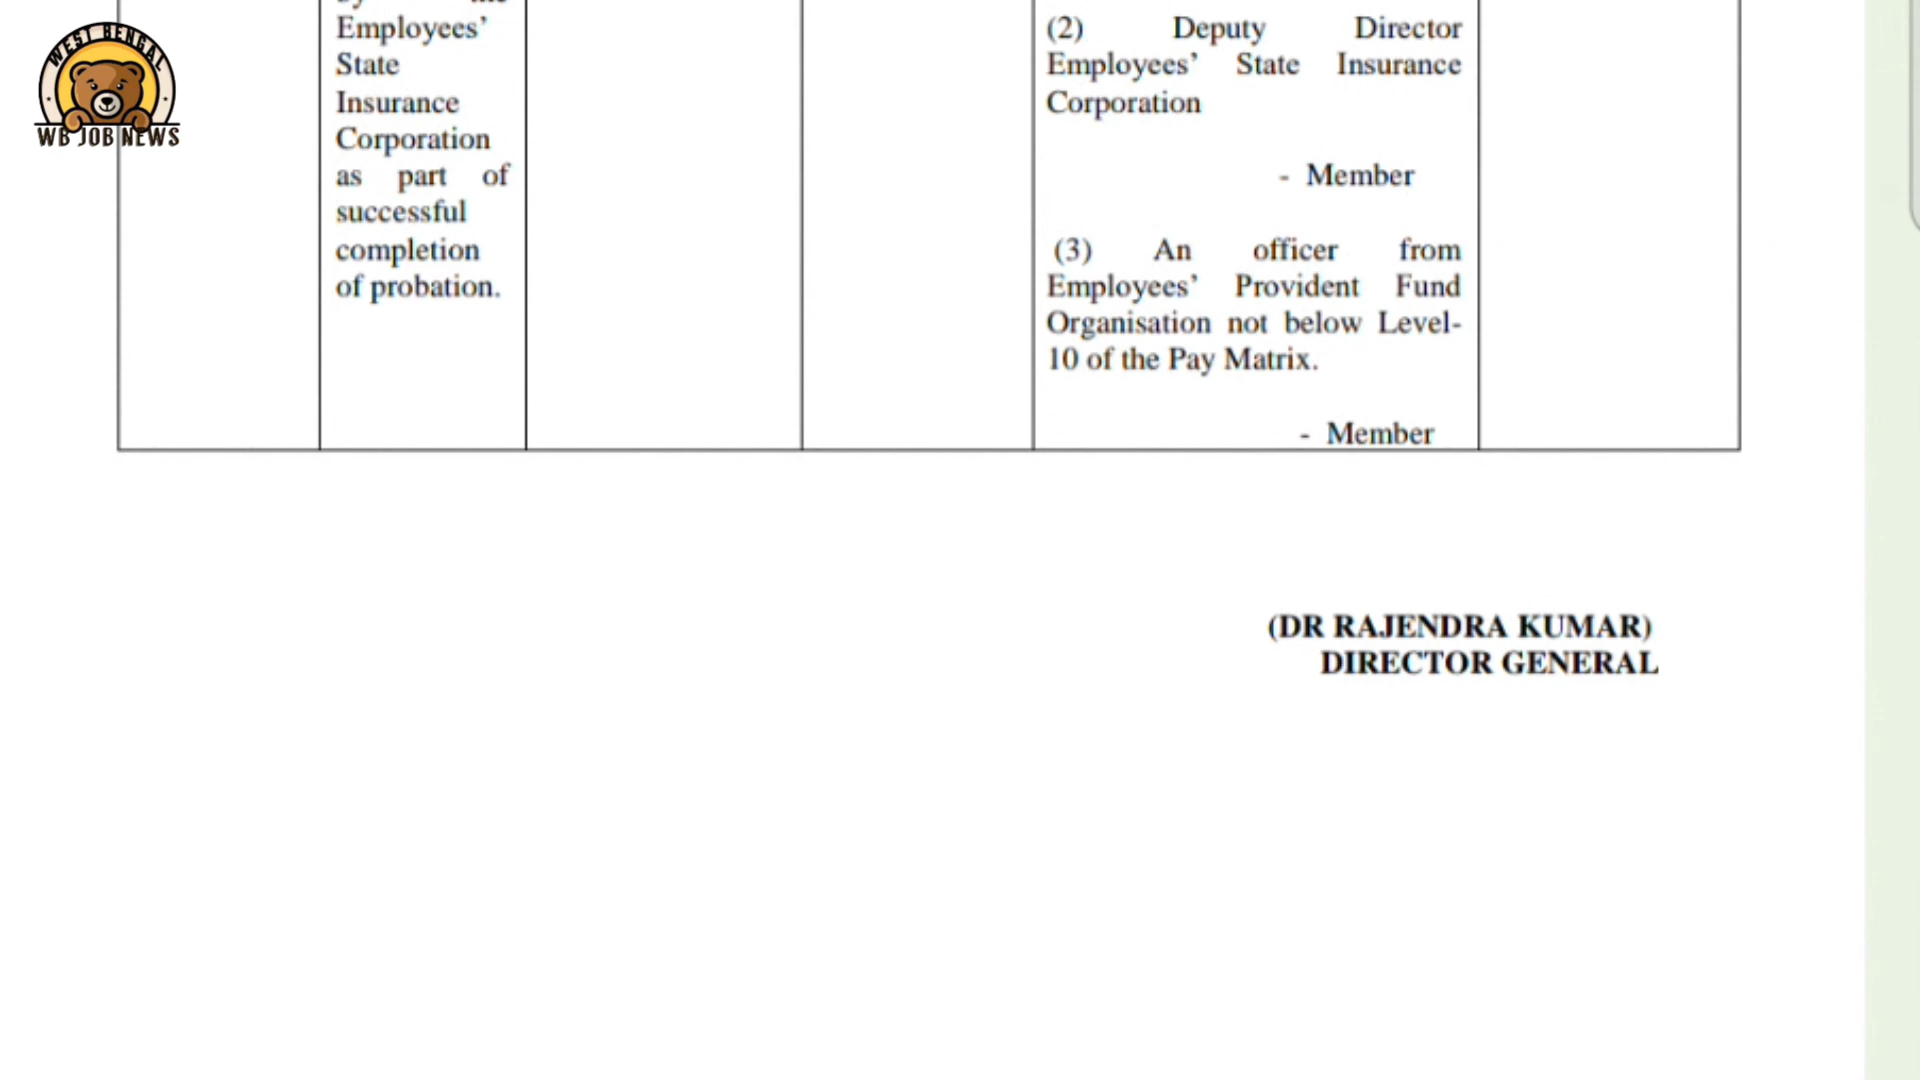 WEST BENGAL
WB JOB NEWS
Employees’
State
Insurance
Corporation
as part of
successful
completion
of probation.
(2) Deputy Director
Employees’ State Insurance
Corporation
- Member
(3) An officer from
Employees’ Provident Fund
Organisation not below Level-
10 of the Pay Matrix.
- Member
(DR RAJENDRA KUMAR)
DIRECTOR GENERAL